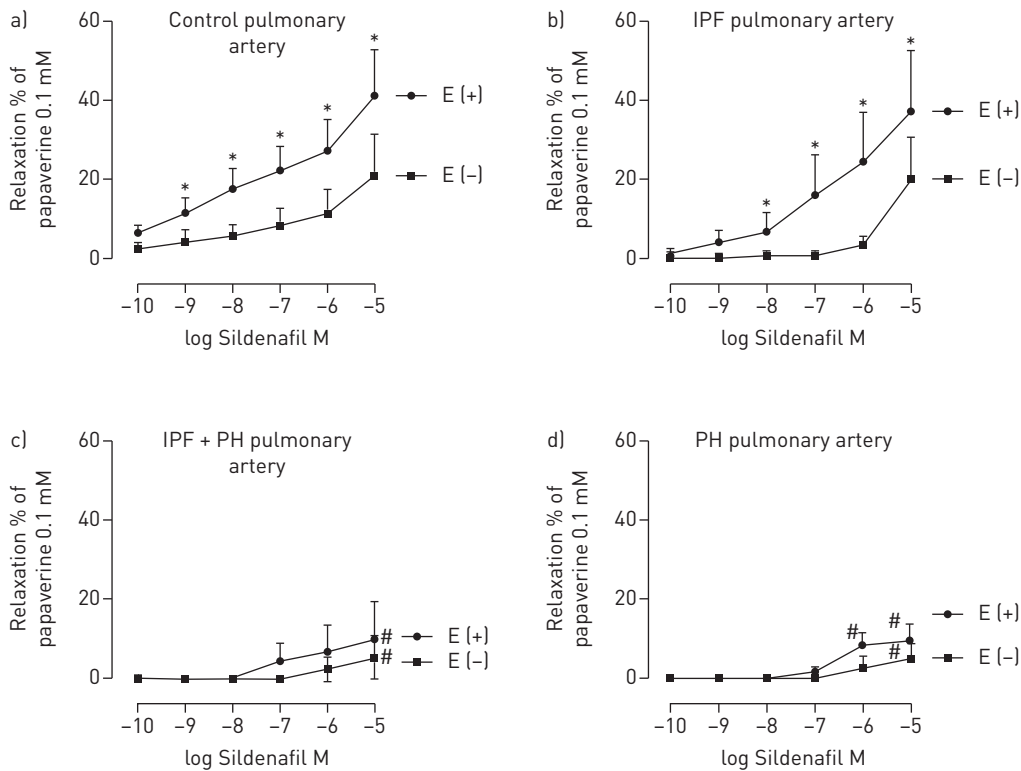 a)
Control pulmonary
artery
Relaxation % of
papaverine 0.1 mM
60
40
20
0
*
*
*
*
*
E (+)
E (–)
–10
–9
–8
–7
–6
–5
log Sildenafil M
b)
IPF pulmonary artery
Relaxation % of
papaverine 0.1 mM
60
40
20
0
*
*
*
*
E (+)
E (–)
–10
–9
–8
–7
–6
–5
log Sildenafil M
c)
IPF + PH pulmonary
artery
Relaxation % of
papaverine 0.1 mM
60
40
20
0
#
#
E (+)
E (–)
–10
–9
–8
–7
–6
–5
log Sildenafil M
d)
PH pulmonary artery
Relaxation % of
papaverine 0.1 mM
60
40
20
0
#
#
#
E (+)
E (–)
–10
–9
–8
–7
–6
–5
log Sildenafil M